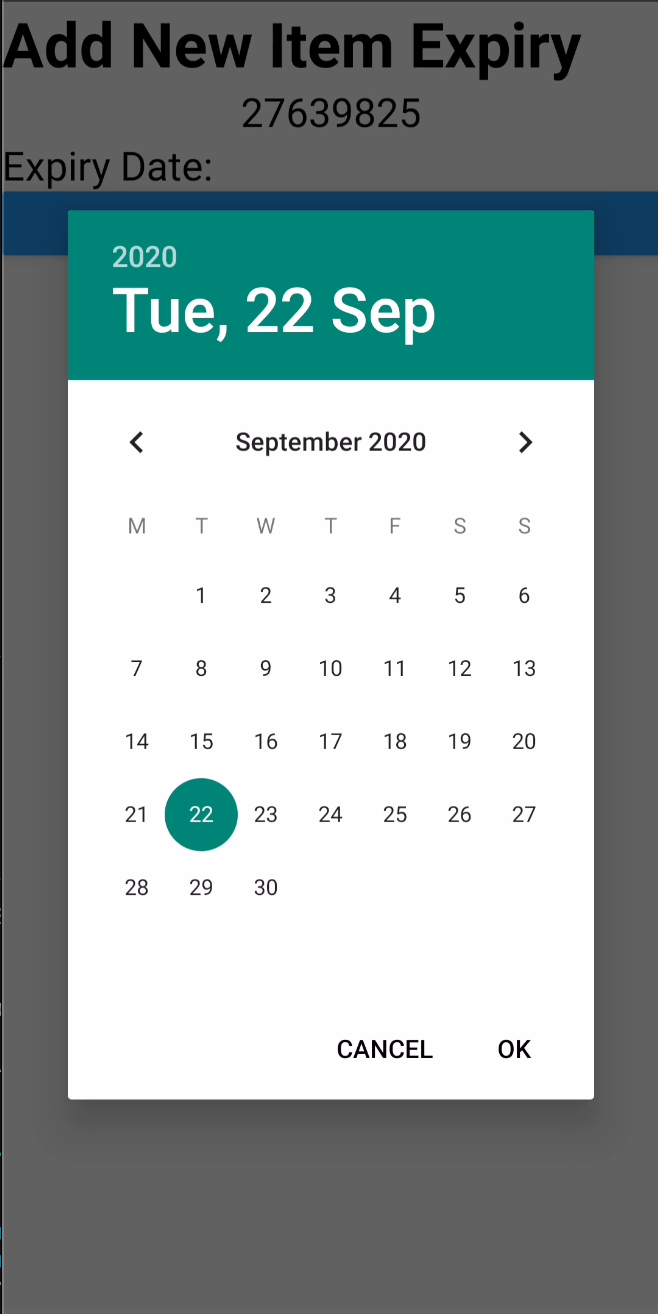 Add New Item Expiry
27639825
Expiry Date:
2020
Tue, 22 Sep
September 2020
M T W T F S S
1 2 3 4 5 6
7 8 9 10 11 12 13
14 15 16 17 18 19 20
21 22 23 24 25 26 27
28 29 30
CANCEL OK